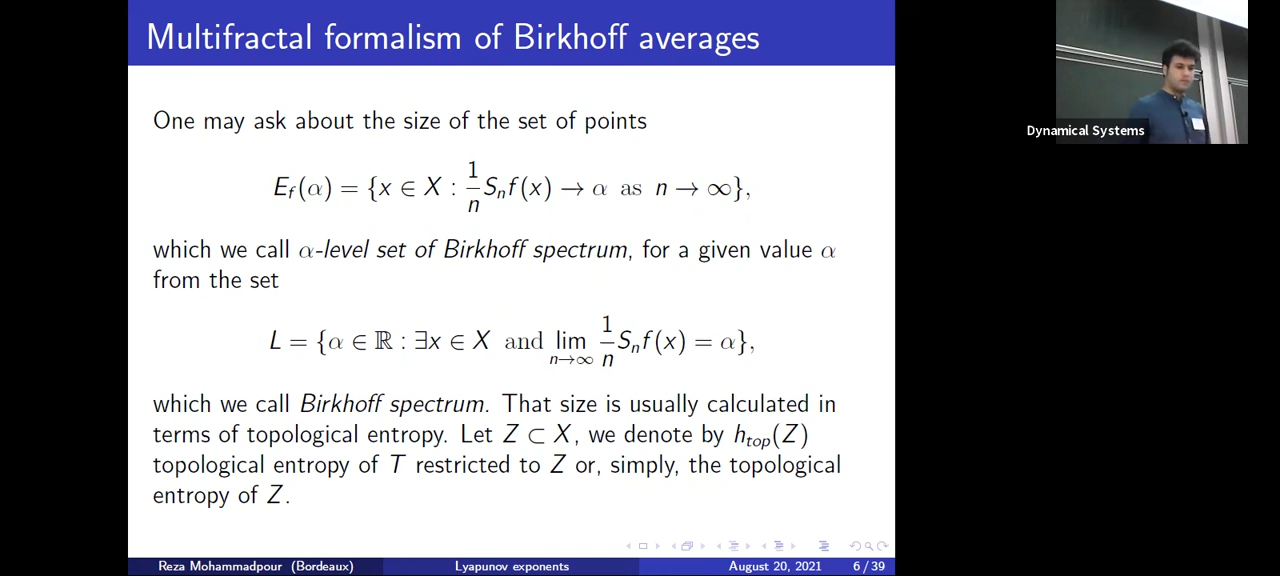 Multifractal formalism of Birkhoff averages
One may ask about the size of the set of points
E_f(α) = {x ∈ X : 1/n S_n f(x) → α as n → ∞},
which we call α-level set of Birkhoff spectrum, for a given value α
from the set
L = {α ∈ ℝ : ∃x ∈ X and lim_{n→∞} 1/n S_n f(x) = α},
which we call Birkhoff spectrum. That size is usually calculated in
terms of topological entropy. Let Z ⊂ X, we denote by h_{top}(Z)
topological entropy of T restricted to Z or, simply, the topological
entropy of Z.
Reza Mohammadpour (Bordeaux) Lyapunov exponents August 20, 2021 6 / 39
Dynamical Systems